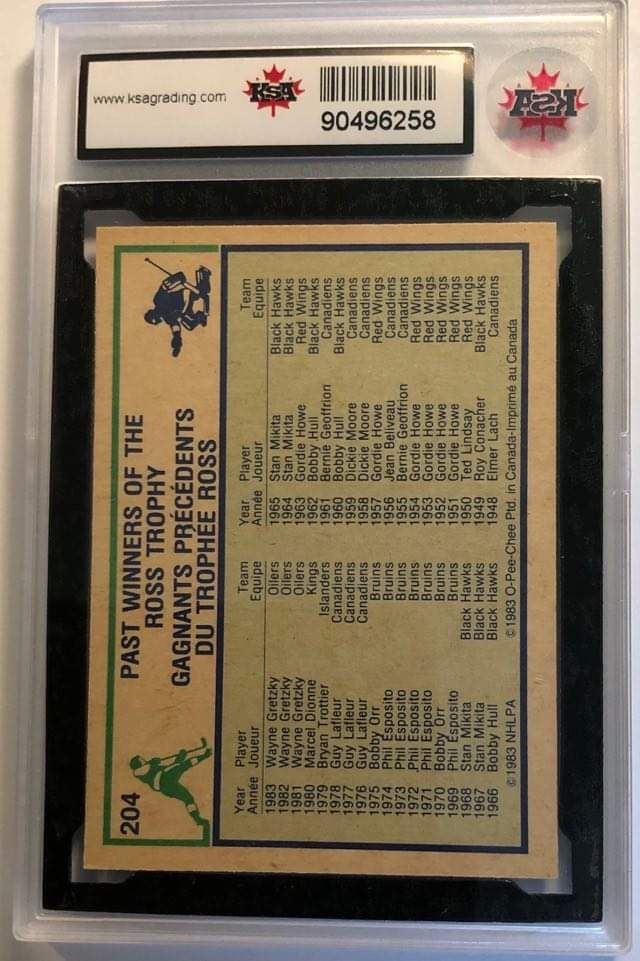 www.ksagrading.com
KSA
90496258
KSA
204
PAST WINNERS OF THE
ROSS TROPHY
GAGNANTS PRÉCÉDENTS
DU TROPHEE ROSS
Year Player Team Year Player Team
Année Joueur Equipe Année Joueur Equipe
1983 Wayne Gretzky Oilers 1965 Stan Mikita Black Hawks
1982 Wayne Gretzky Oilers 1964 Stan Mikita Black Hawks
1981 Wayne Gretzky Oilers 1963 Gordie Howe Red Wings
1980 Marcel Dionne Kings 1962 Bobby Hull Black Hawks
1979 Bryan Trottier Islanders 1961 Bernie Geoffrion Canadiens
1978 Guy Lafleur Canadiens 1960 Bobby Hull Black Hawks
1977 Guy Lafleur Canadiens 1959 Dickie Moore Canadiens
1976 Guy Lafleur Canadiens 1958 Dickie Moore Canadiens
1975 Bobby Orr Bruins 1957 Gordie Howe Red Wings
1974 Phil Esposito Bruins 1956 Jean Beliveau Canadiens
1973 Phil Esposito Bruins 1955 Bernie Geoffrion Canadiens
1972 Phil Esposito Bruins 1954 Gordie Howe Red Wings
1971 Phil Esposito Bruins 1953 Gordie Howe Red Wings
1970 Bobby Orr Bruins 1952 Gordie Howe Red Wings
1969 Phil Esposito Bruins 1951 Gordie Howe Red Wings
1968 Stan Mikita Black Hawks 1950 Ted Lindsay Red Wings
1967 Stan Mikita Black Hawks 1949 Roy Conacher Black Hawks
1966 Bobby Hull Black Hawks 1948 Elmer Lach Canadiens
©1983 NHLPA ©1983 O-Pee-Chee Ptd. in Canada-Imprimé au Canada